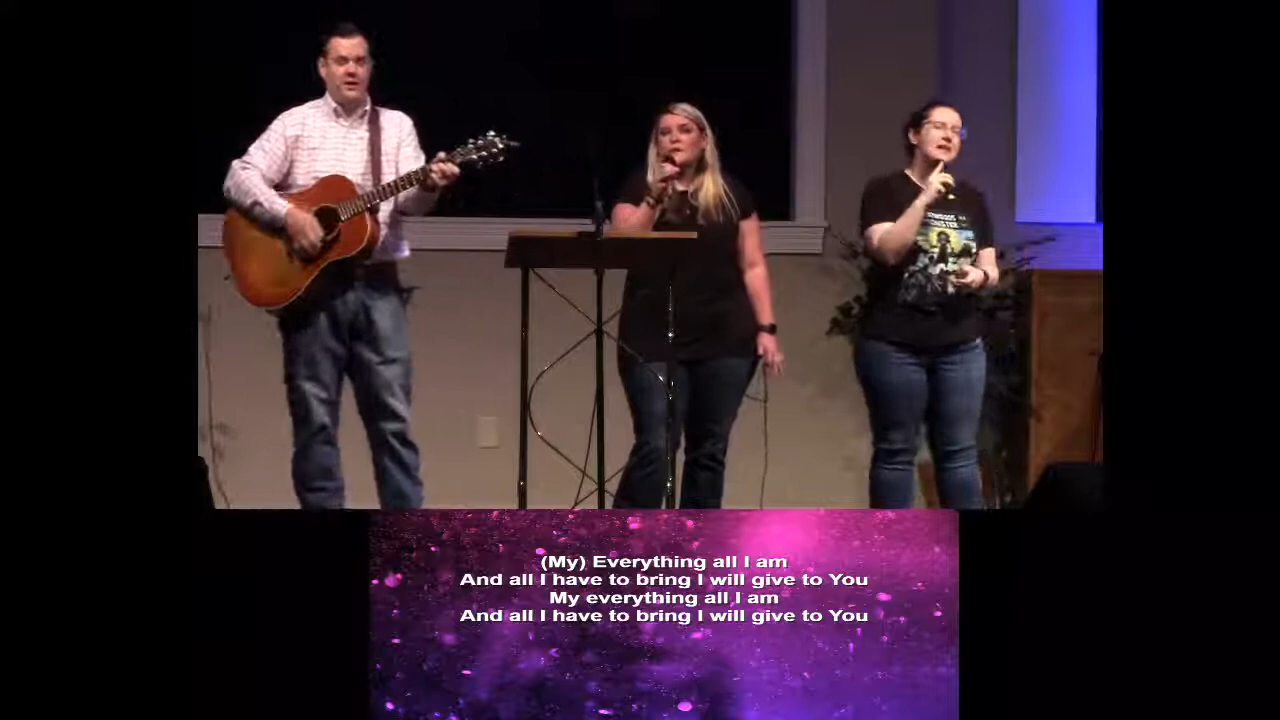 (My) Everything all I am
And all I have to bring I will give to You
My everything all I am
And all I have to bring I will give to You